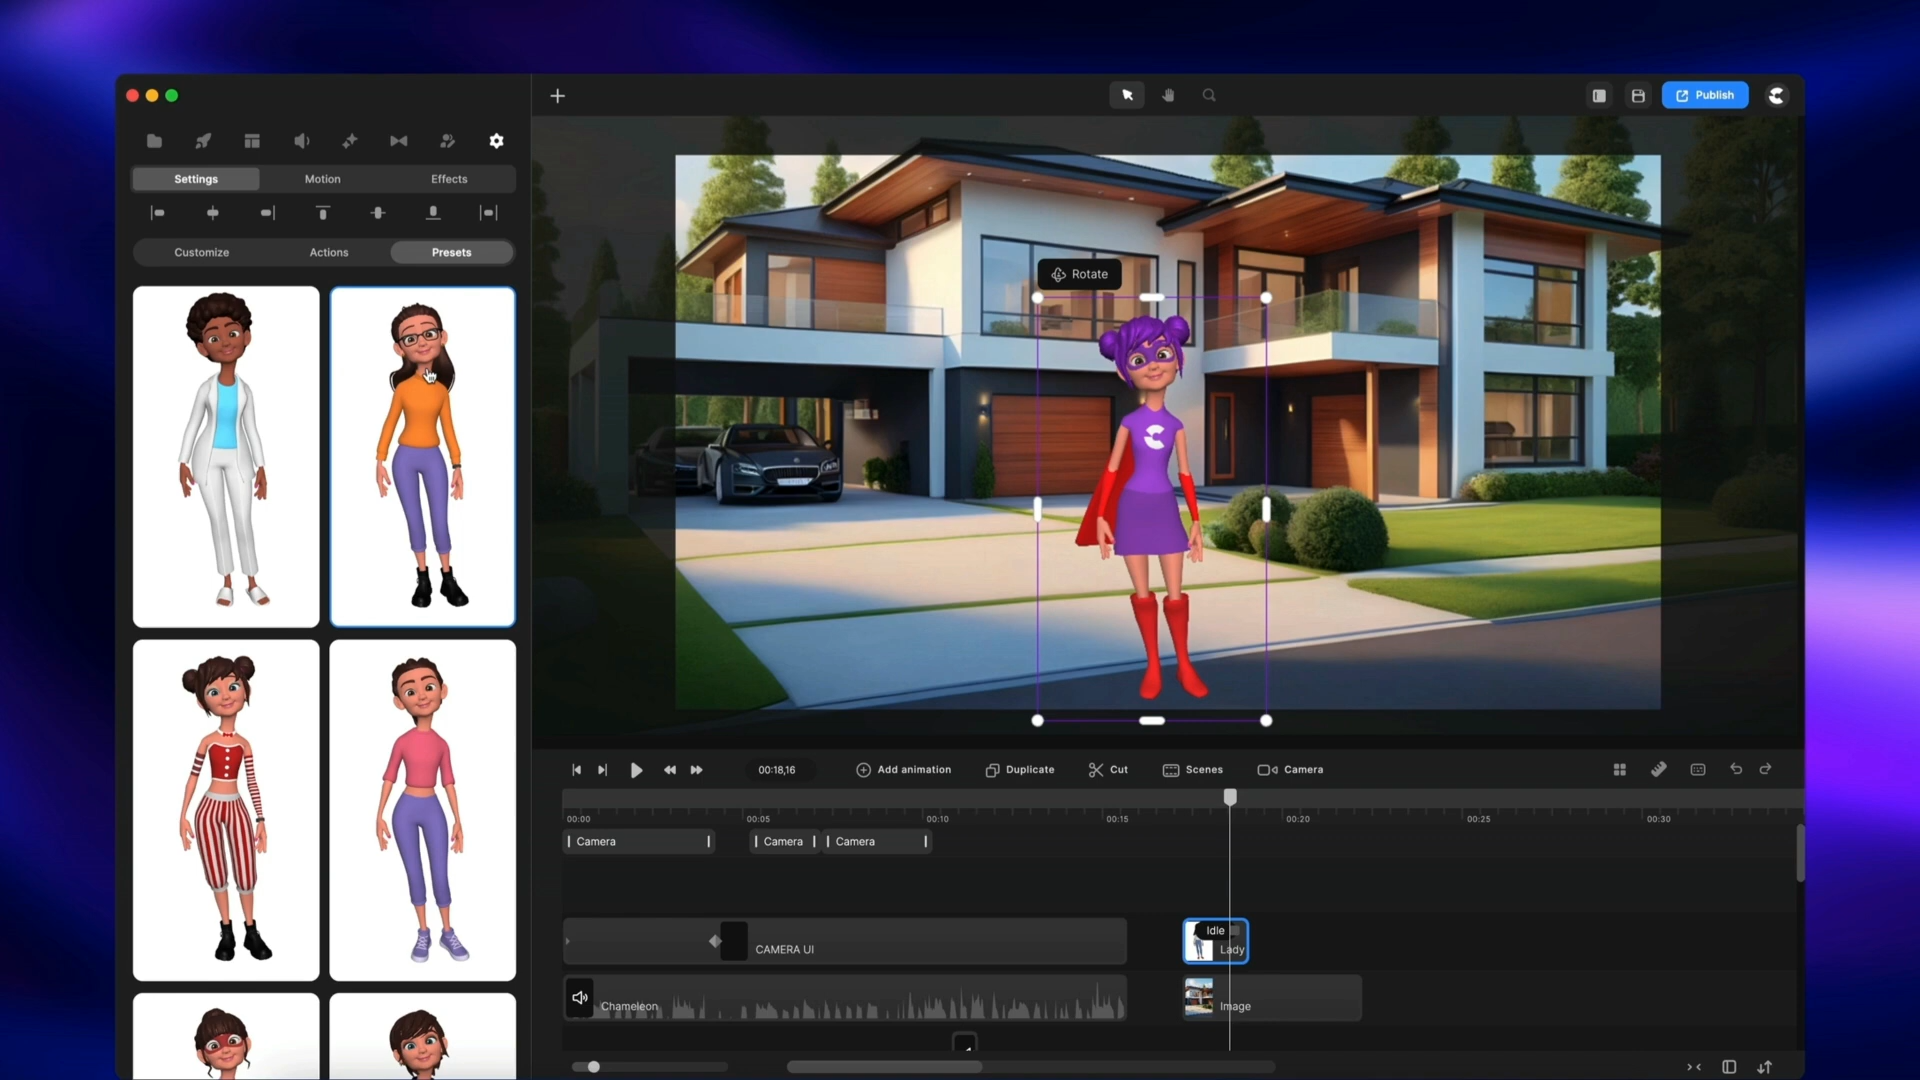 Publish
Settings
Motion
Effects
Customize
Actions
Presets
Rotate
00:18,16
Add animation
Duplicate
Cut
Scenes
Camera
00:00
00:05
00:10
00:15
00:20
00:25
00:30
Camera
Camera
Camera
CAMERA UI
Idle
Lady
Chameleon
Image